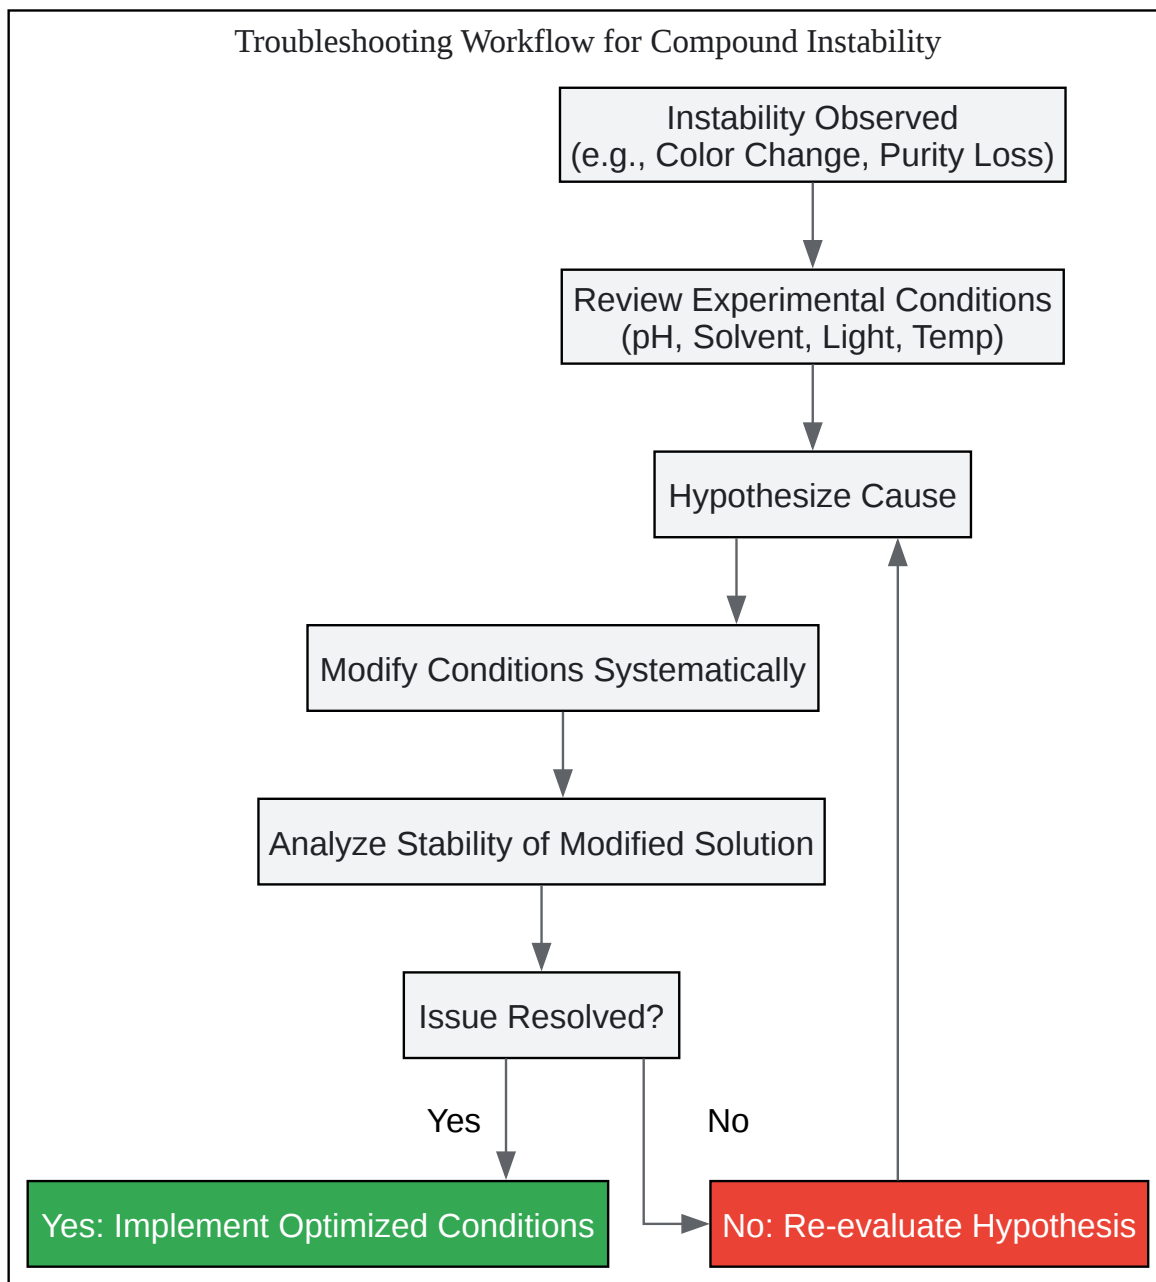 Troubleshooting Workflow for Compound Instability
Instability Observed
(e.g., Color Change, Purity Loss)
Review Experimental Conditions
(pH, Solvent, Light, Temp)
Hypothesize Cause
Modify Conditions Systematically
Analyze Stability of Modified Solution
Issue Resolved?
Yes
No
Yes: Implement Optimized Conditions
No: Re-evaluate Hypothesis